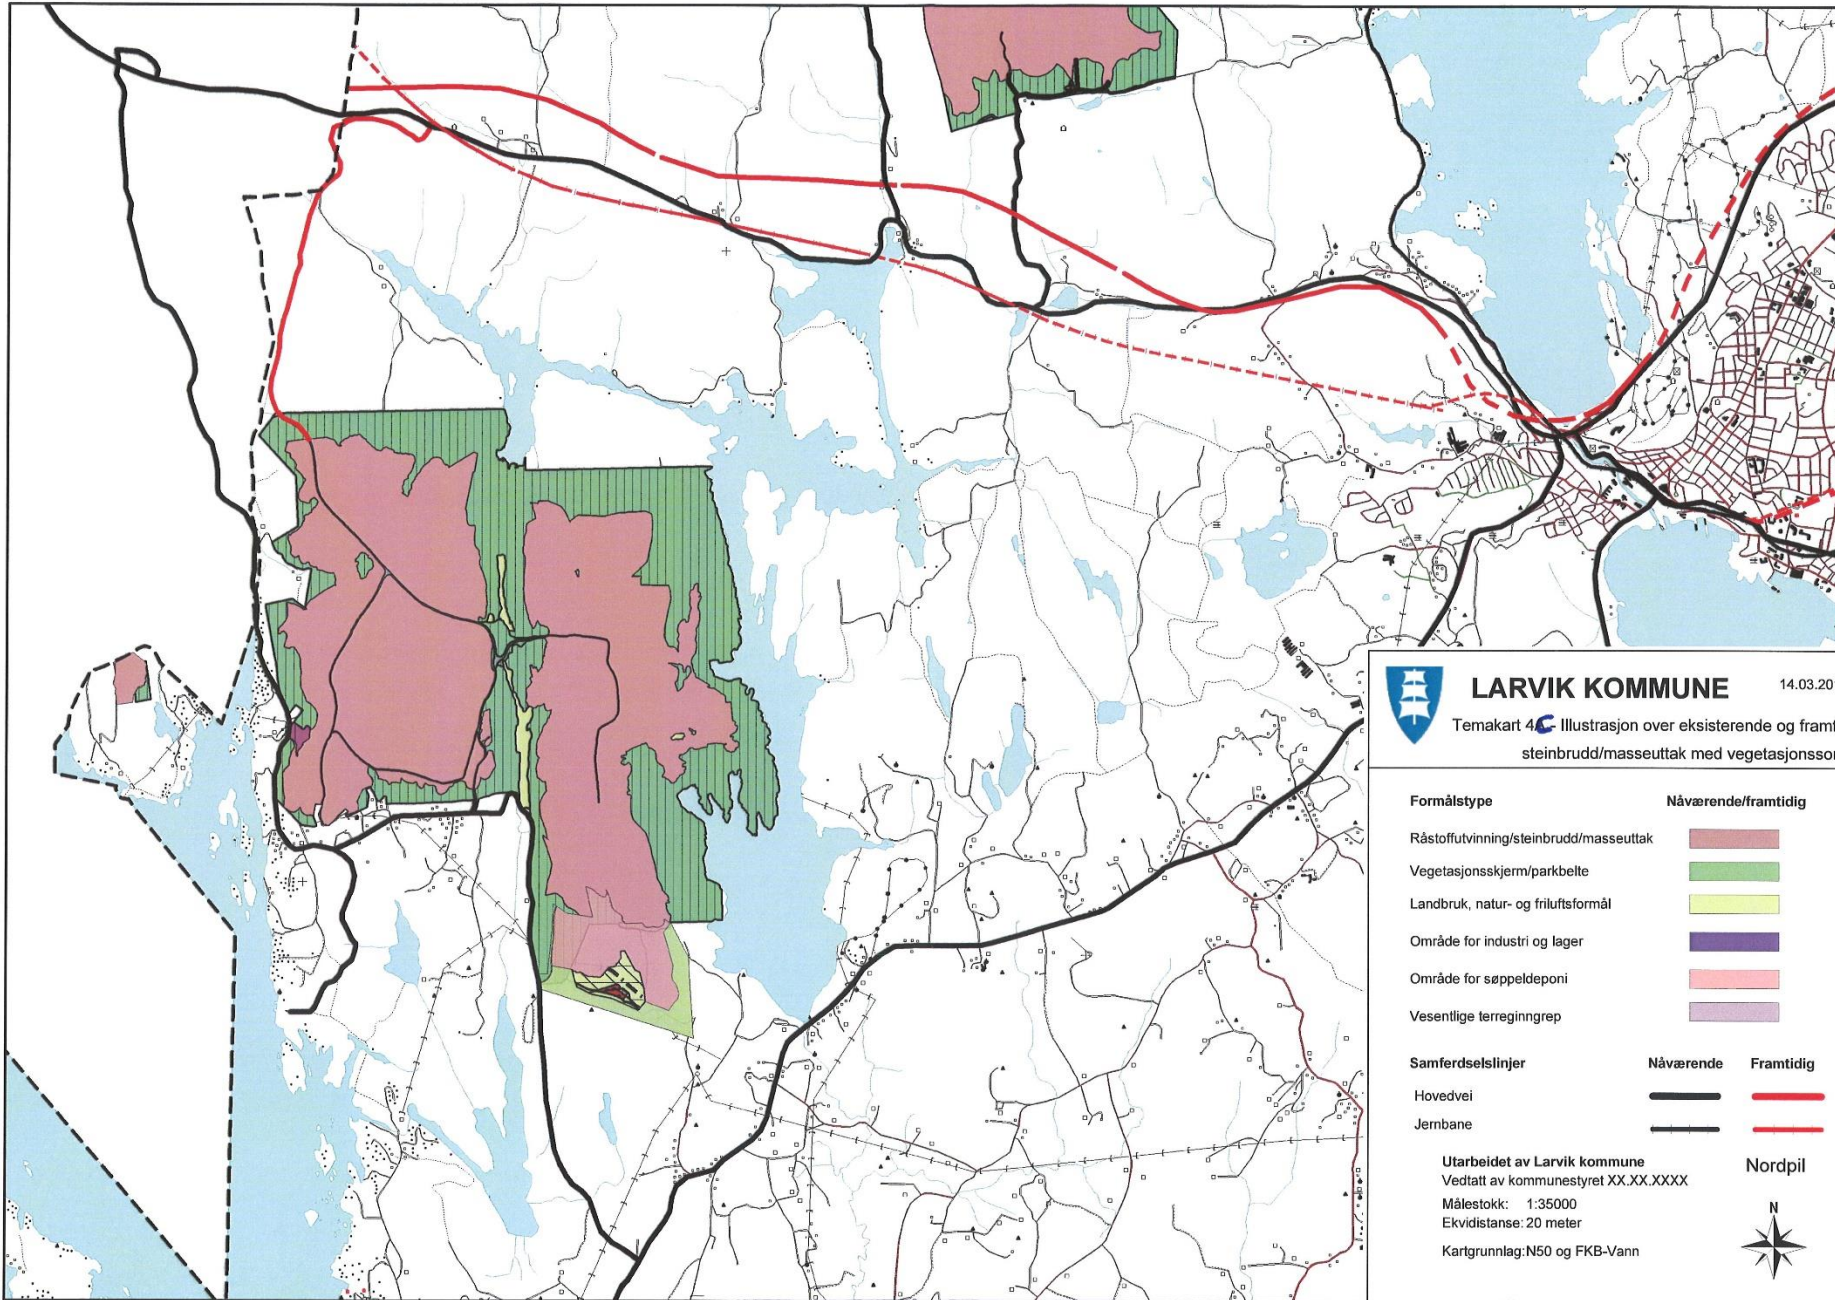 LARVIK KOMMUNE
14.03.20
Temakart 4C- Illustrasjon over eksisterende og
steinbrudd/masseuttak med
Formålstype
Nåværende/framtidig
Råstoffutvinning/steinbrudd/masseuttak
Vegetasjonsskjerm/parkbelte
Landbruk, natur- og friluftsformål
Område for industri og lager
Område for søppeldeponi
Vesentlige terreginngrep
Samferdselslinjer
Nåværende
Framtidig
Hovedvei
Jernbane
Utarbeidet av Larvik kommune
Vedtatt av kommunestyret XX.XX.XXXX
Målestokk: 1:35000
Ekvidistanse: 20 meter
Kartgrunnlag:N50 og FKB-Vann
Nordpil
N